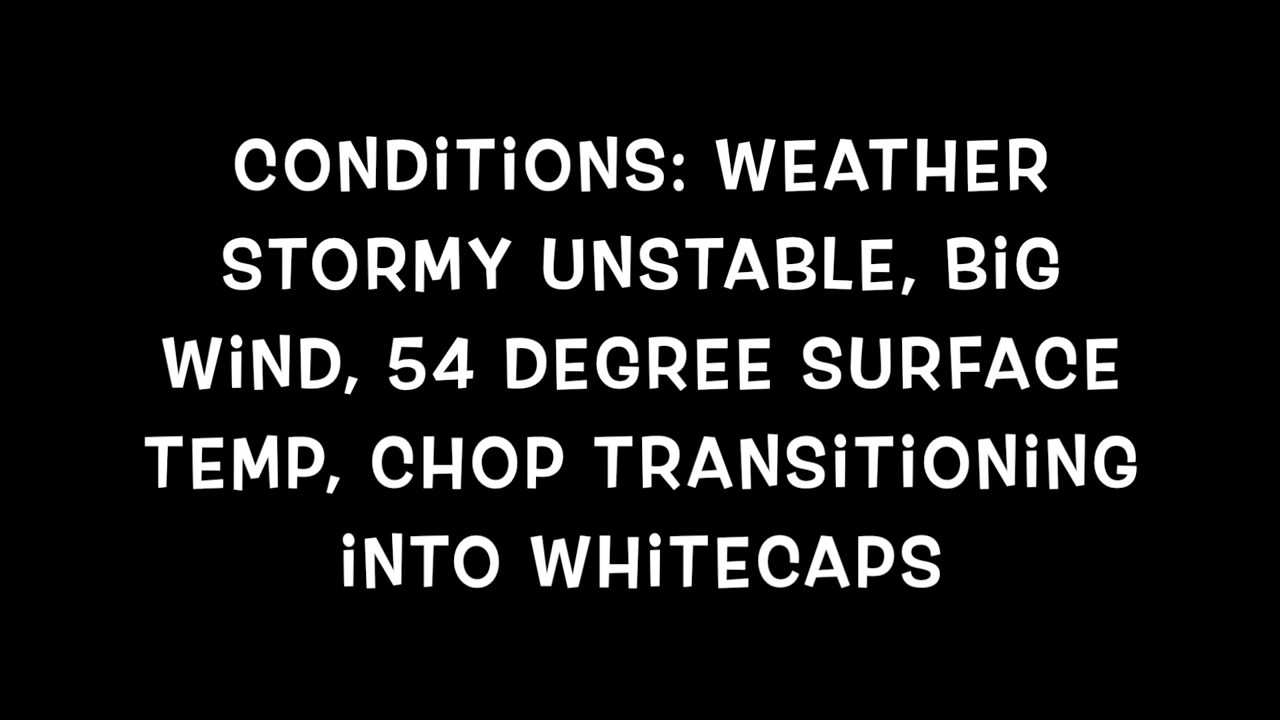 CONDiTiONS: WEATHER
STORMY UNSTABLE, BiG
WiND, 54 DEGREE SURFACE
TEMP, CHOP TRANSiTiONiNG
iNTO WHiTECAPS